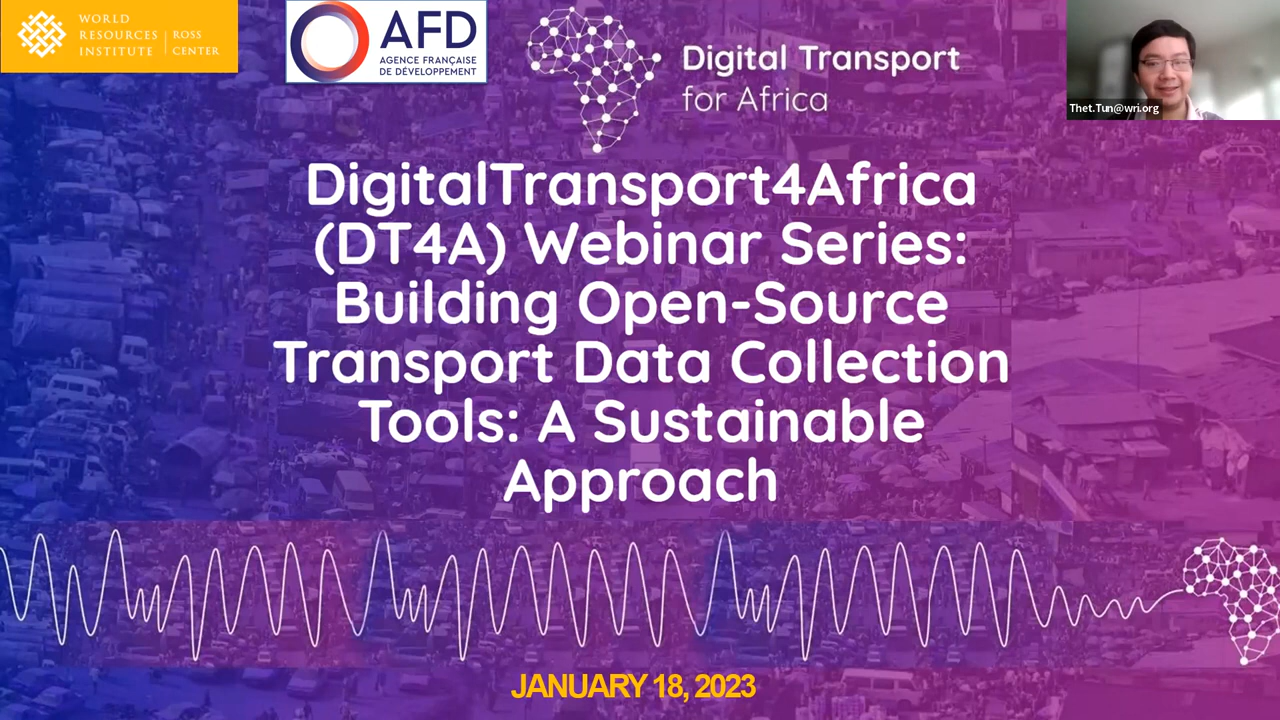 WORLD
RESOURCES
INSTITUTE
ROSS
CENTER
AFD
AGENCE FRANÇAISE
DE DÉVELOPPEMENT
Digital Transport
for Africa
Thet.Tun@wri.org
DigitalTransport4Africa
(DT4A) Webinar Series:
Building Open-Source
Transport Data Collection
Tools: A Sustainable
Approach
JANUARY 18, 2023